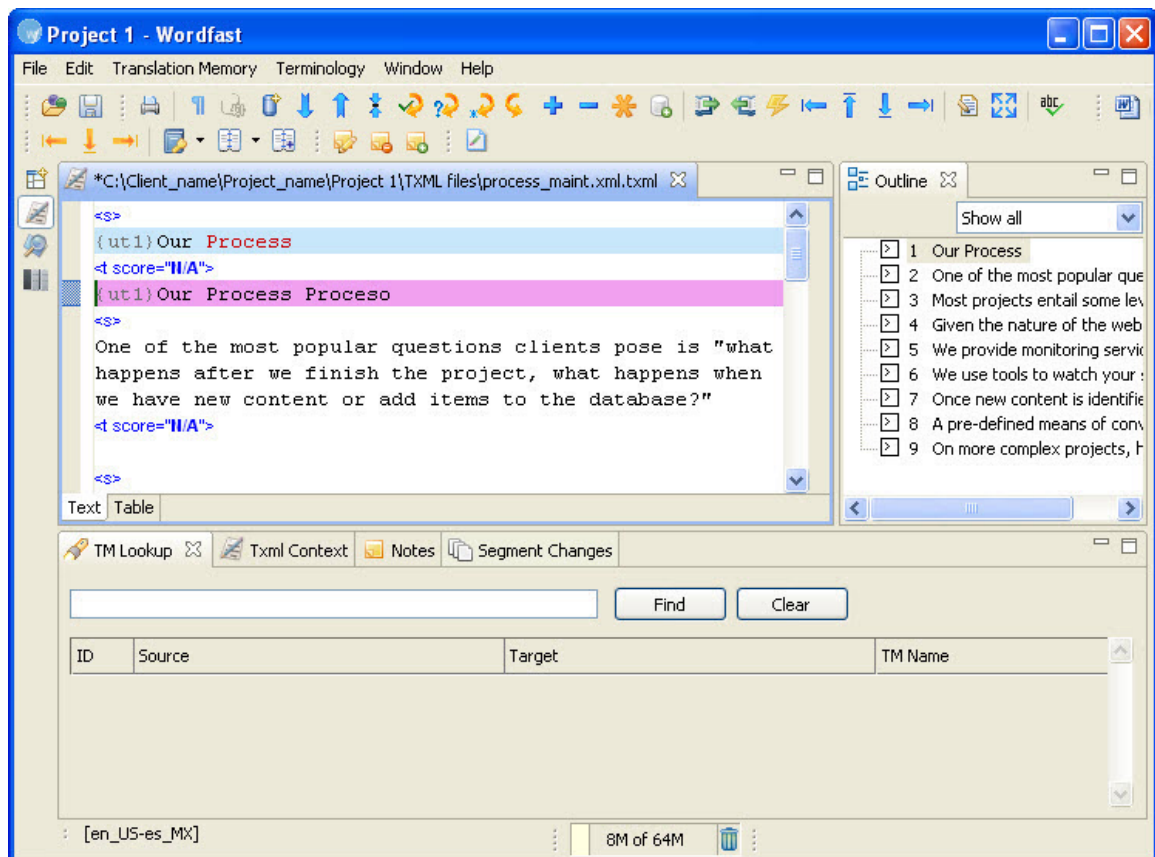 Project 1 - Wordfast
File Edit Translation Memory Terminology Window Help
abc
*C:\Client_name\Project_name\Project 1\TXML files\process_maint.xml.txml
<s>
{ut1}Our Process
<t score="N/A">
{ut1}Our Process Proceso
<s>
One of the most popular questions clients pose is "what
happens after we finish the project, what happens when
we have new content or add items to the database?"
<t score="N/A">
<s>
Text Table
Outline
Show all
1 Our Process
2 One of the most popular que
3 Most projects entail some lev
4 Given the nature of the web
5 We provide monitoring servic
6 We use tools to watch your
7 Once new content is identifie
8 A pre-defined means of conv
9 On more complex projects, h
TM Lookup Txml Context Notes Segment Changes
Find Clear
ID Source Target TM Name
[en_US-es_MX]
8M of 64M